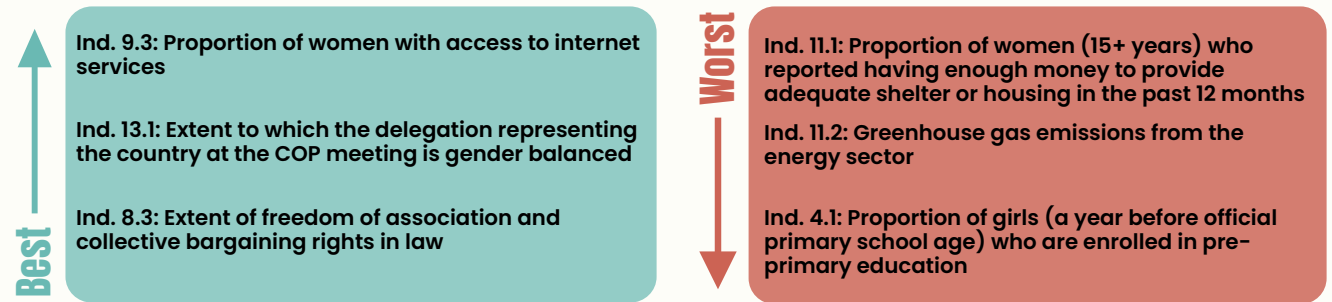 Best
Ind. 9.3: Proportion of women with access to internet
services
Ind. 13.1: Extent to which the delegation representing
the country at the COP meeting is gender balanced
Ind. 8.3: Extent of freedom of association and
collective bargaining rights in law
Worst
Ind. 11.1: Proportion of women (15+ years) who
reported having enough money to provide
adequate shelter or housing in the past 12 months
Ind. 11.2: Greenhouse gas emissions from the
energy sector
Ind. 4.1: Proportion of girls (a year before official
primary school age) who are enrolled in pre-
primary education